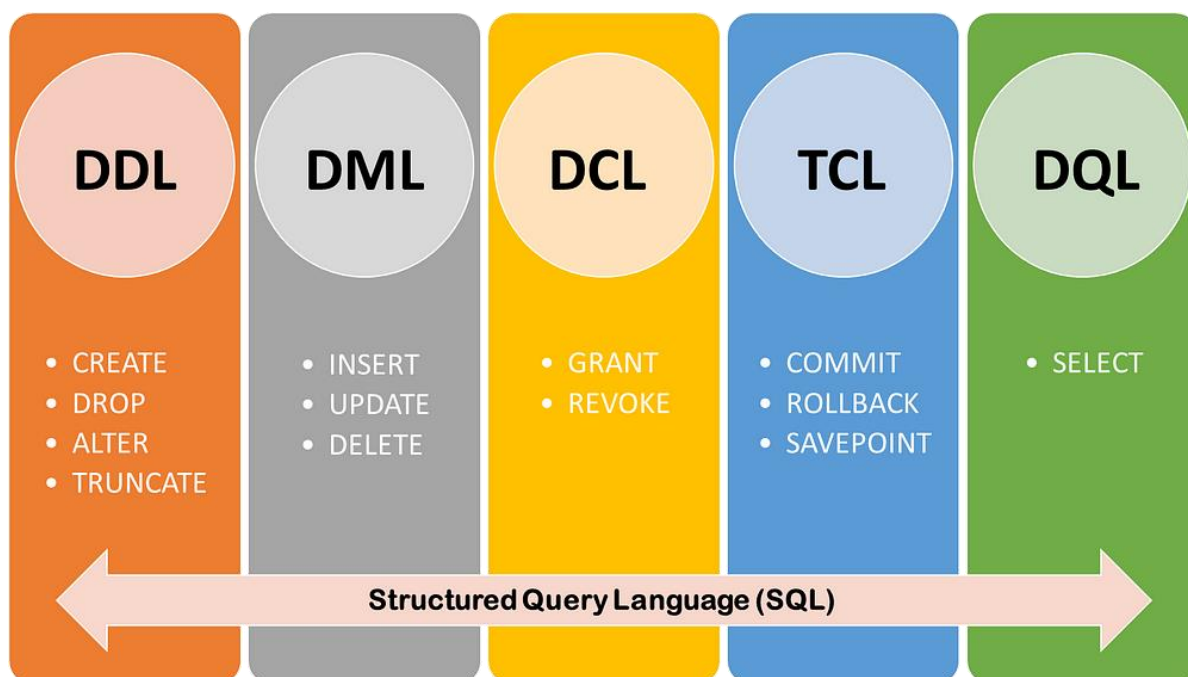 DDL
• CREATE
• DROP
• ALTER
• TRUNCATE
DML
• INSERT
• UPDATE
• DELETE
DCL
• GRANT
• REVOKE
TCL
• COMMIT
• ROLLBACK
• SAVEPOINT
DQL
• SELECT
Structured Query Language (SQL)